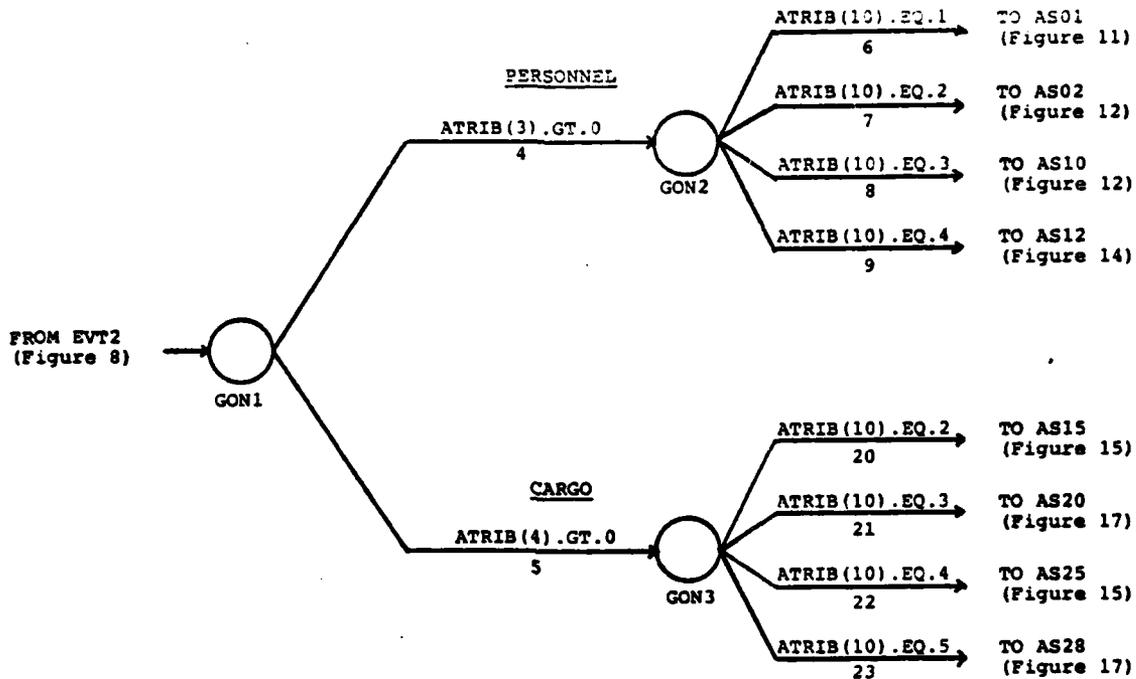 ATRIB(10).EQ.1
6
TO AS01
(Figure 11)
PERSONNEL
ATRIB(3).GT.0
4
GON2
ATRIB(10).EQ.2
7
TO AS02
(Figure 12)
ATRIB(10).EQ.3
8
TO AS10
(Figure 12)
ATRIB(10).EQ.4
9
TO AS12
(Figure 14)
FROM EVT2
(Figure 8)
GON1
CARGO
ATRIB(4).GT.0
5
GON3
ATRIB(10).EQ.2
20
TO AS15
(Figure 15)
ATRIB(10).EQ.3
21
TO AS20
(Figure 17)
ATRIB(10).EQ.4
22
TO AS25
(Figure 15)
ATRIB(10).EQ.5
23
TO AS28
(Figure 17)